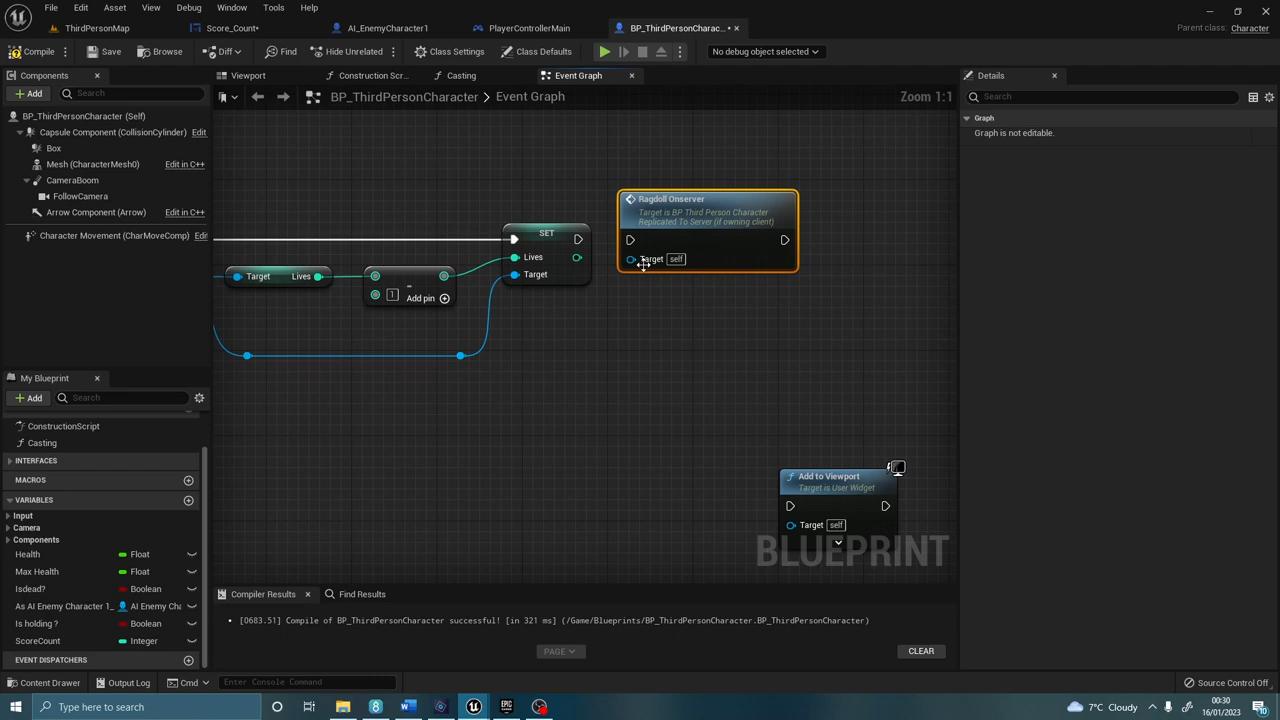 File Edit Asset View Debug Window Tools Help
ThirdPersonMap
Score_Count*
AI_EnemyCharacter1
PlayerControllerMain
BP_ThirdPersonCharac... •
Parent class: Character
Compile
Save
Browse
Diff
Find
Hide Unrelated
Class Settings
Class Defaults
No debug object selected
Components
Viewport
Construction Scr...
Casting
Event Graph
Details
Add
Search
BP_ThirdPersonCharacter > Event Graph
Zoom 1:1
Search
BP_ThirdPersonCharacter (Self)
Capsule Component (CollisionCylinder) Edit
Box
Mesh (CharacterMesh0) Edit in C++
CameraBoom
FollowCamera
Arrow Component (Arrow) Edit in C++
Character Movement (CharMoveComp) Edit
Graph
Graph is not editable.
Ragdoll Onserver
Target is BP Third Person Character
Replicated To Server (if owning client)
Target self
SET
Lives
Target
Target Lives
-
1 Add pin
Add to Viewport
Target is User Widget
Target self
BLUEPRINT
My Blueprint
Add
Search
ConstructionScript
Casting
INTERFACES
MACROS
VARIABLES
Input
Camera
Components
Health Float
Max Health Float
Isdead? Boolean
As AI Enemy Character 1_ AI Enemy Cha
Is holding ? Boolean
ScoreCount Integer
EVENT DISPATCHERS
Compiler Results
Find Results
• [0683.51] Compile of BP_ThirdPersonCharacter successful! [in 321 ms] (/Game/Blueprints/BP_ThirdPersonCharacter.BP_ThirdPersonCharacter)
PAGE
CLEAR
Content Drawer
Output Log
Cmd
Enter Console Command
Source Control Off
Type here to search
7°C Cloudy
00:30
16/01/2023